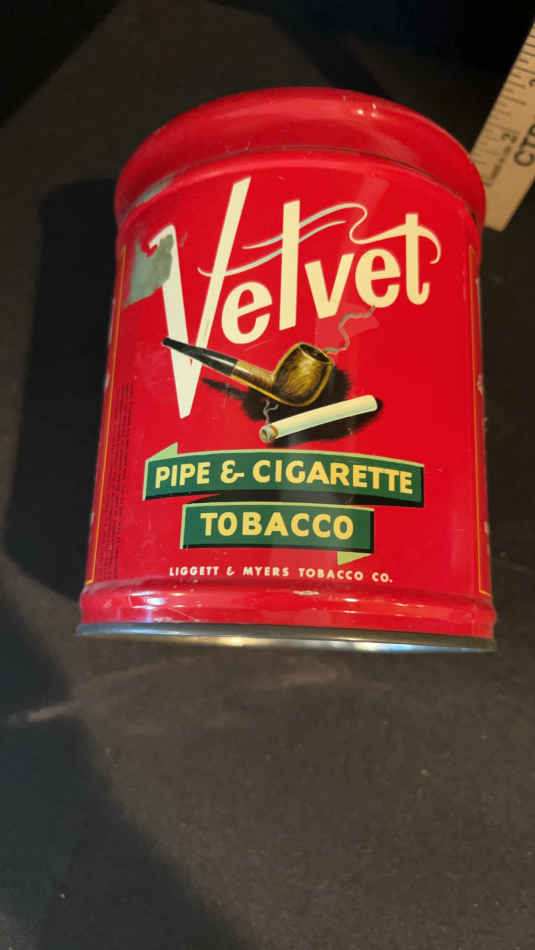 Velvet
PIPE & CIGARETTE
TOBACCO
LIGGETT & MYERS TOBACCO CO.